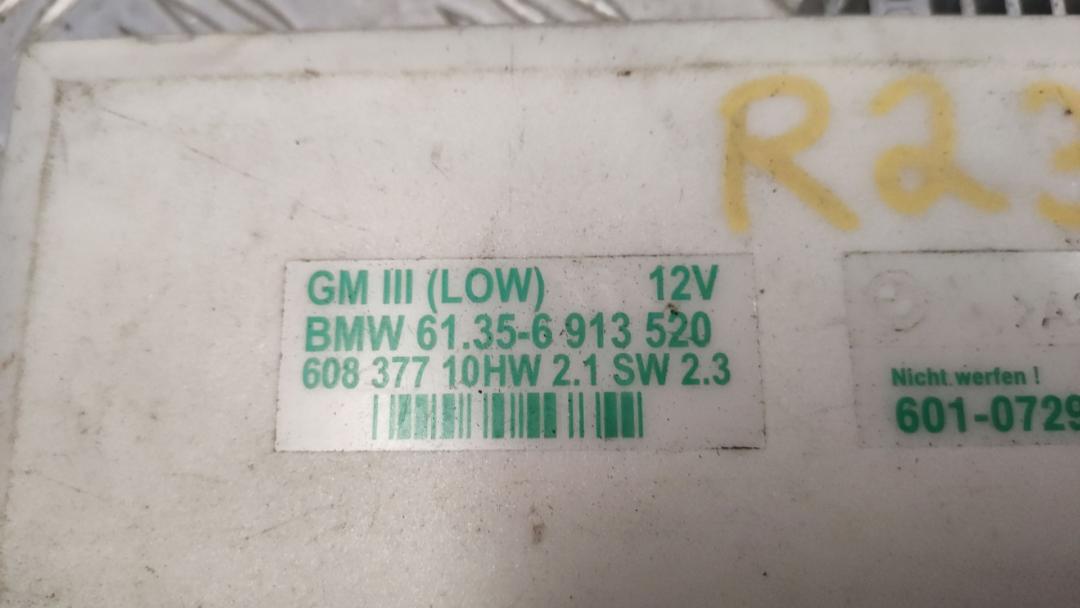 R23
GM III (LOW) 12V
BMW 61.35-6 913 520
608 377 10HW 2.1 SW 2.3
Nicht werfen !
601-0729